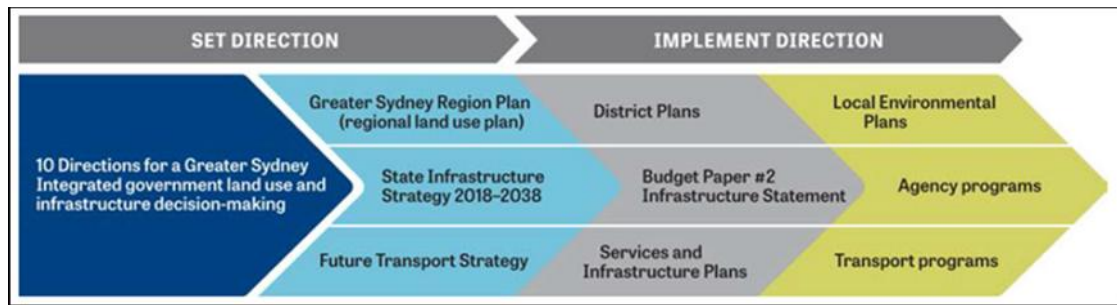 SET DIRECTION
IMPLEMENT DIRECTION
10 Directions for a Greater Sydney
Integrated government land use and
infrastructure decision-making
Greater Sydney Region Plan
(regional land use plan)
District Plans
Local Environmental
Plans
State Infrastructure
Strategy 2018–2038
Budget Paper #2
Infrastructure Statement
Agency programs
Future Transport Strategy
Services and
Infrastructure Plans
Transport programs